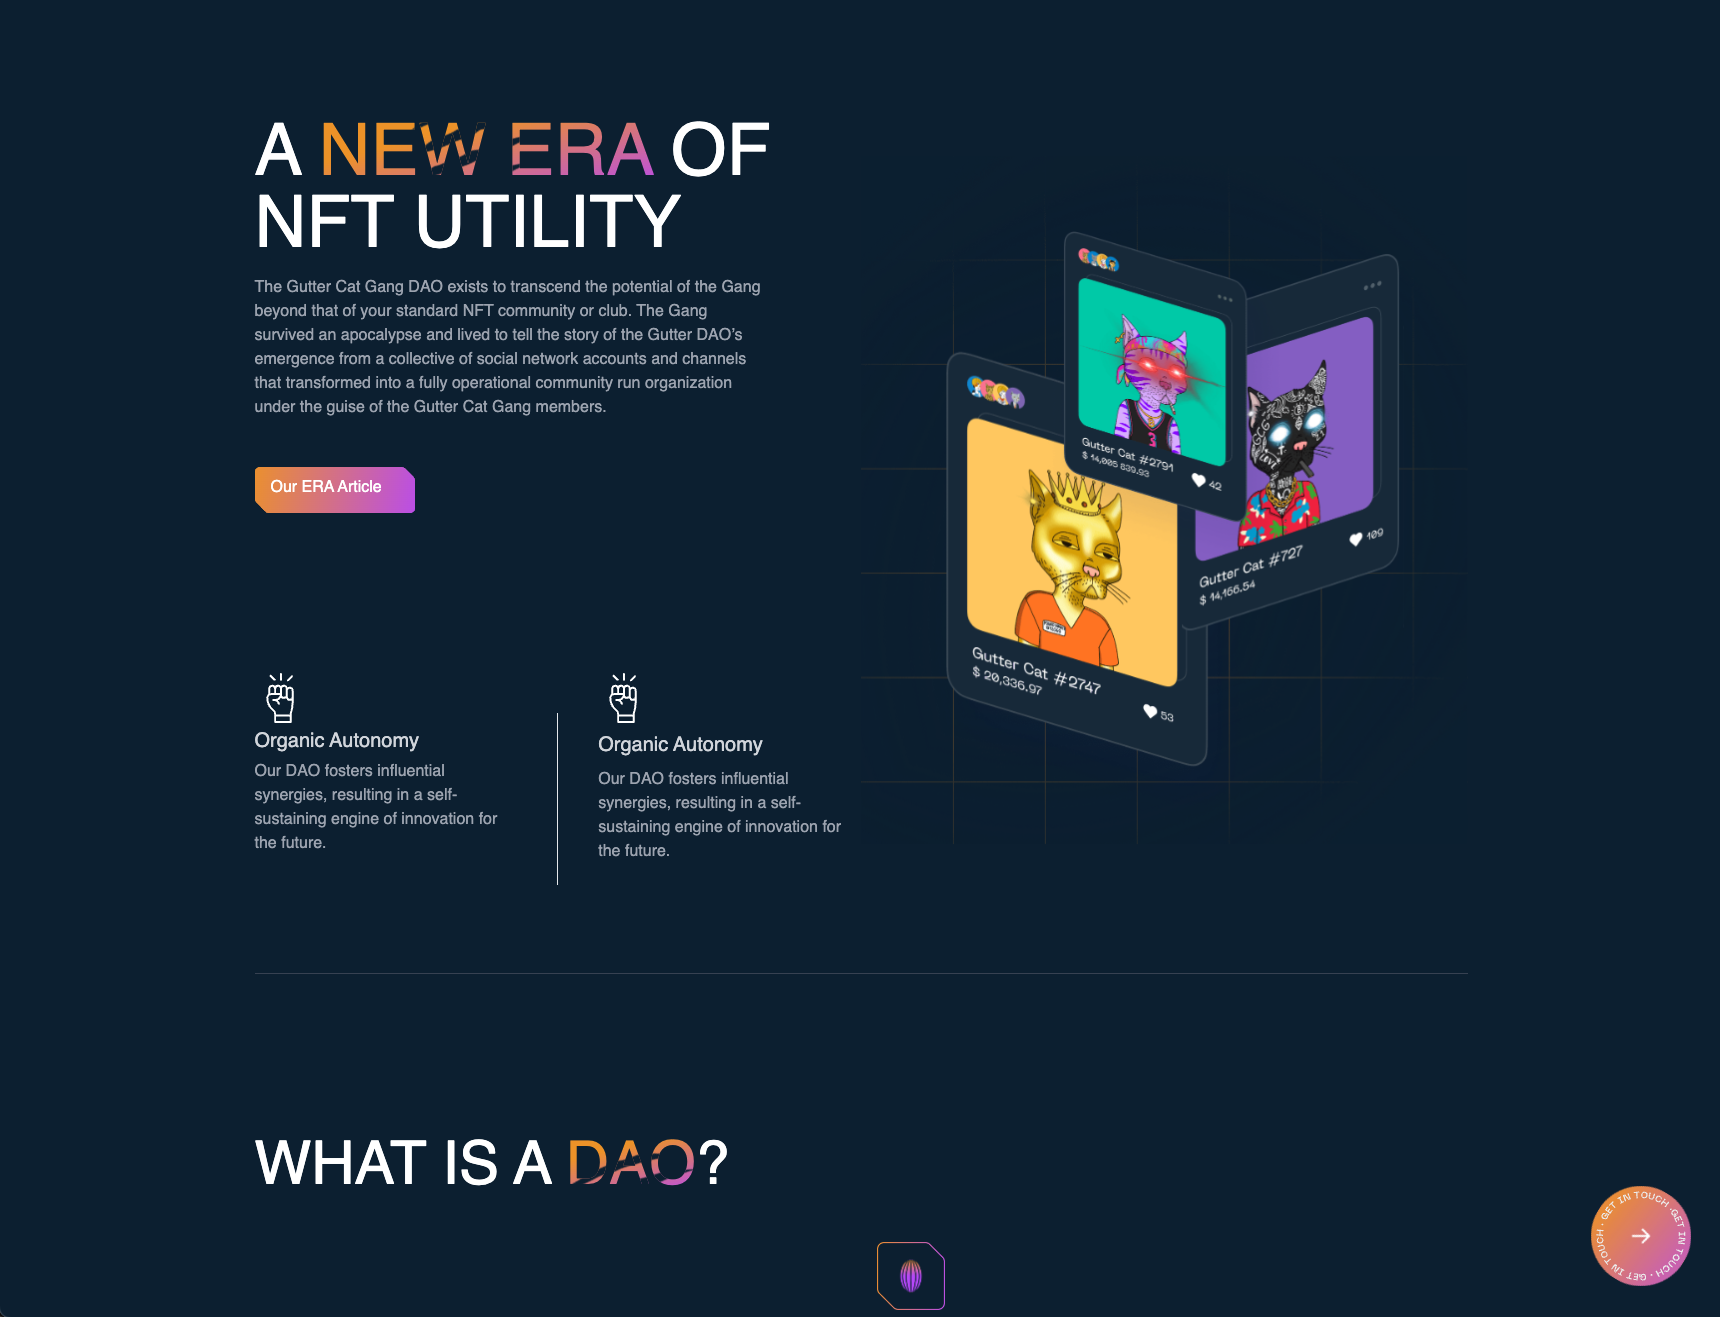 A NEW ERA OF
NFT UTILITY
The Gutter Cat Gang DAO exists to transcend the potential of the Gang
beyond that of your standard NFT community or club. The Gang
survived an apocalypse and lived to tell the story of the Gutter DAO’s
emergence from a collective of social network accounts and channels
that transformed into a fully operational community run organization
under the guise of the Gutter Cat Gang members.
Our ERA Article
Gutter Cat #2791
$ 14,005 839.93
42
Gutter Cat #727
$ 14,166.54
109
Gutter Cat #2747
$ 20,336.97
53
Organic Autonomy
Our DAO fosters influential
synergies, resulting in a self-
sustaining engine of innovation for
the future.
Organic Autonomy
Our DAO fosters influential
synergies, resulting in a self-
sustaining engine of innovation for
the future.
WHAT IS A DAO?
GET IN TOUCH · GET IN TOUCH · GET IN TOUCH ·